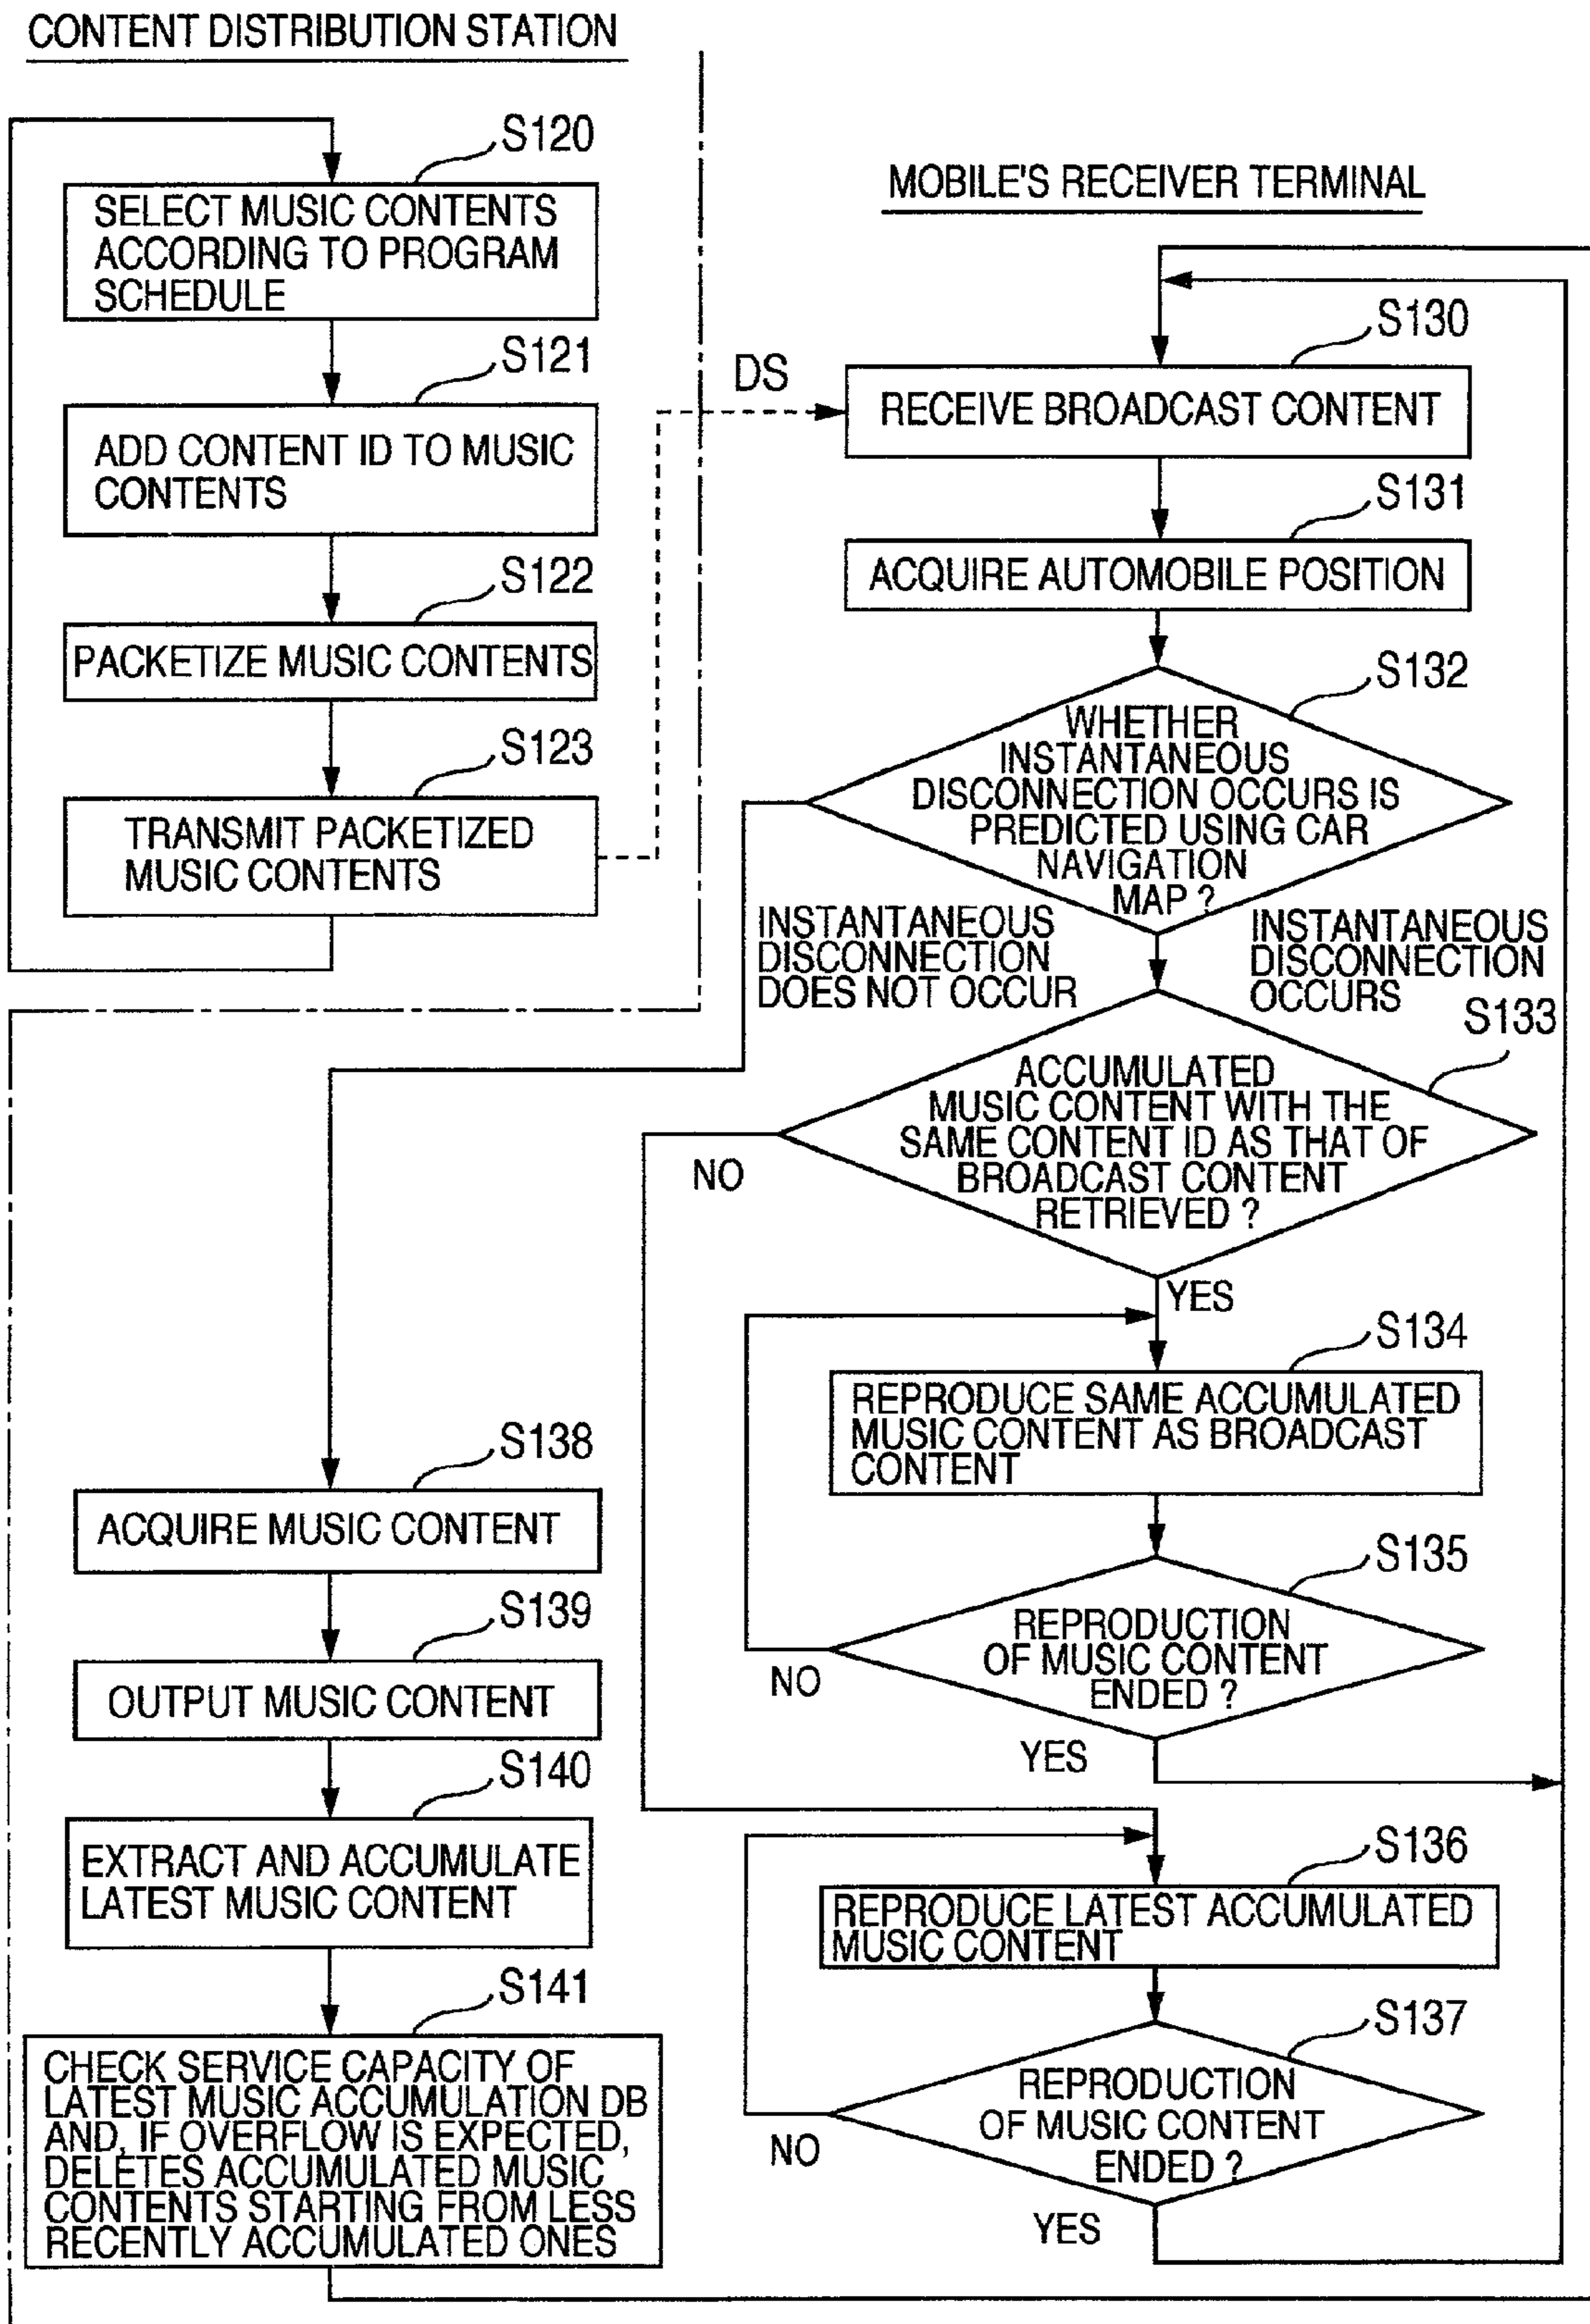 CONTENT DISTRIBUTION STATION
S120
SELECT MUSIC CONTENTS
ACCORDING TO PROGRAM
SCHEDULE
S121
ADD CONTENT ID TO MUSIC
CONTENTS
S122
PACKETIZE MUSIC CONTENTS
S123
TRANSMIT PACKETIZED
MUSIC CONTENTS
DS
MOBILE'S RECEIVER TERMINAL
S130
RECEIVE BROADCAST CONTENT
S131
ACQUIRE AUTOMOBILE POSITION
S132
WHETHER
INSTANTANEOUS
DISCONNECTION OCCURS IS
PREDICTED USING CAR
NAVIGATION
MAP ?
INSTANTANEOUS
DISCONNECTION
DOES NOT OCCUR
INSTANTANEOUS
DISCONNECTION
OCCURS
S133
ACCUMULATED
MUSIC CONTENT WITH THE
SAME CONTENT ID AS THAT OF
BROADCAST CONTENT
RETRIEVED ?
NO
YES
S134
REPRODUCE SAME ACCUMULATED
MUSIC CONTENT AS BROADCAST
CONTENT
S135
REPRODUCTION
OF MUSIC CONTENT
ENDED ?
NO
YES
S136
REPRODUCE LATEST ACCUMULATED
MUSIC CONTENT
S137
REPRODUCTION
OF MUSIC CONTENT
ENDED ?
NO
YES
S138
ACQUIRE MUSIC CONTENT
S139
OUTPUT MUSIC CONTENT
S140
EXTRACT AND ACCUMULATE
LATEST MUSIC CONTENT
S141
CHECK SERVICE CAPACITY OF
LATEST MUSIC ACCUMULATION DB
AND, IF OVERFLOW IS EXPECTED,
DELETES ACCUMULATED MUSIC
CONTENTS STARTING FROM LESS
RECENTLY ACCUMULATED ONES